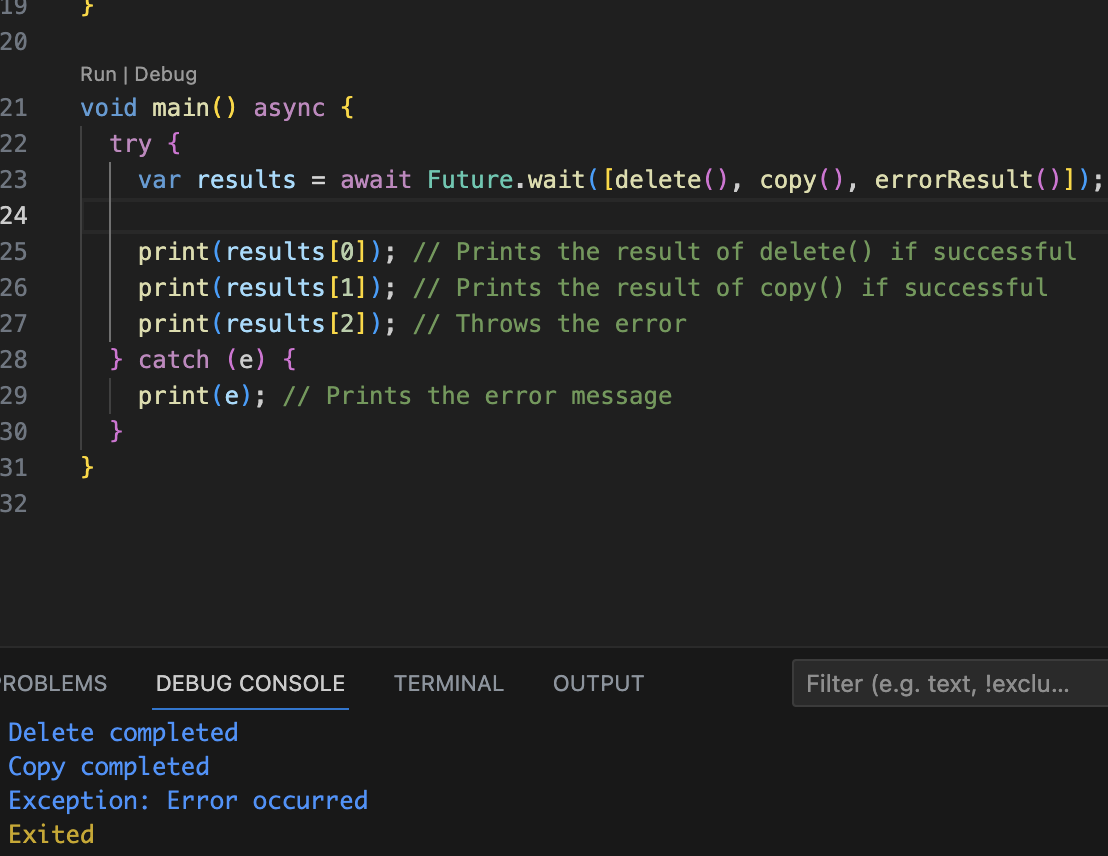 19 }
20
Run | Debug
21 void main() async {
22 try {
23 var results = await Future.wait([delete(), copy(), errorResult()]);
24
25 print(results[0]); // Prints the result of delete() if successful
26 print(results[1]); // Prints the result of copy() if successful
27 print(results[2]); // Throws the error
28 } catch (e) {
29 print(e); // Prints the error message
30 }
31 }
32
PROBLEMS DEBUG CONSOLE TERMINAL OUTPUT Filter (e.g. text, !exclu...
Delete completed
Copy completed
Exception: Error occurred
Exited